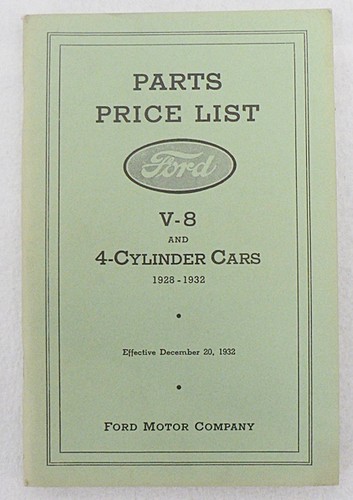 PARTS
PRICE LIST
Ford
V-8
AND
4-CYLINDER CARS
1928-1932
Effective December 20, 1932
FORD MOTOR COMPANY